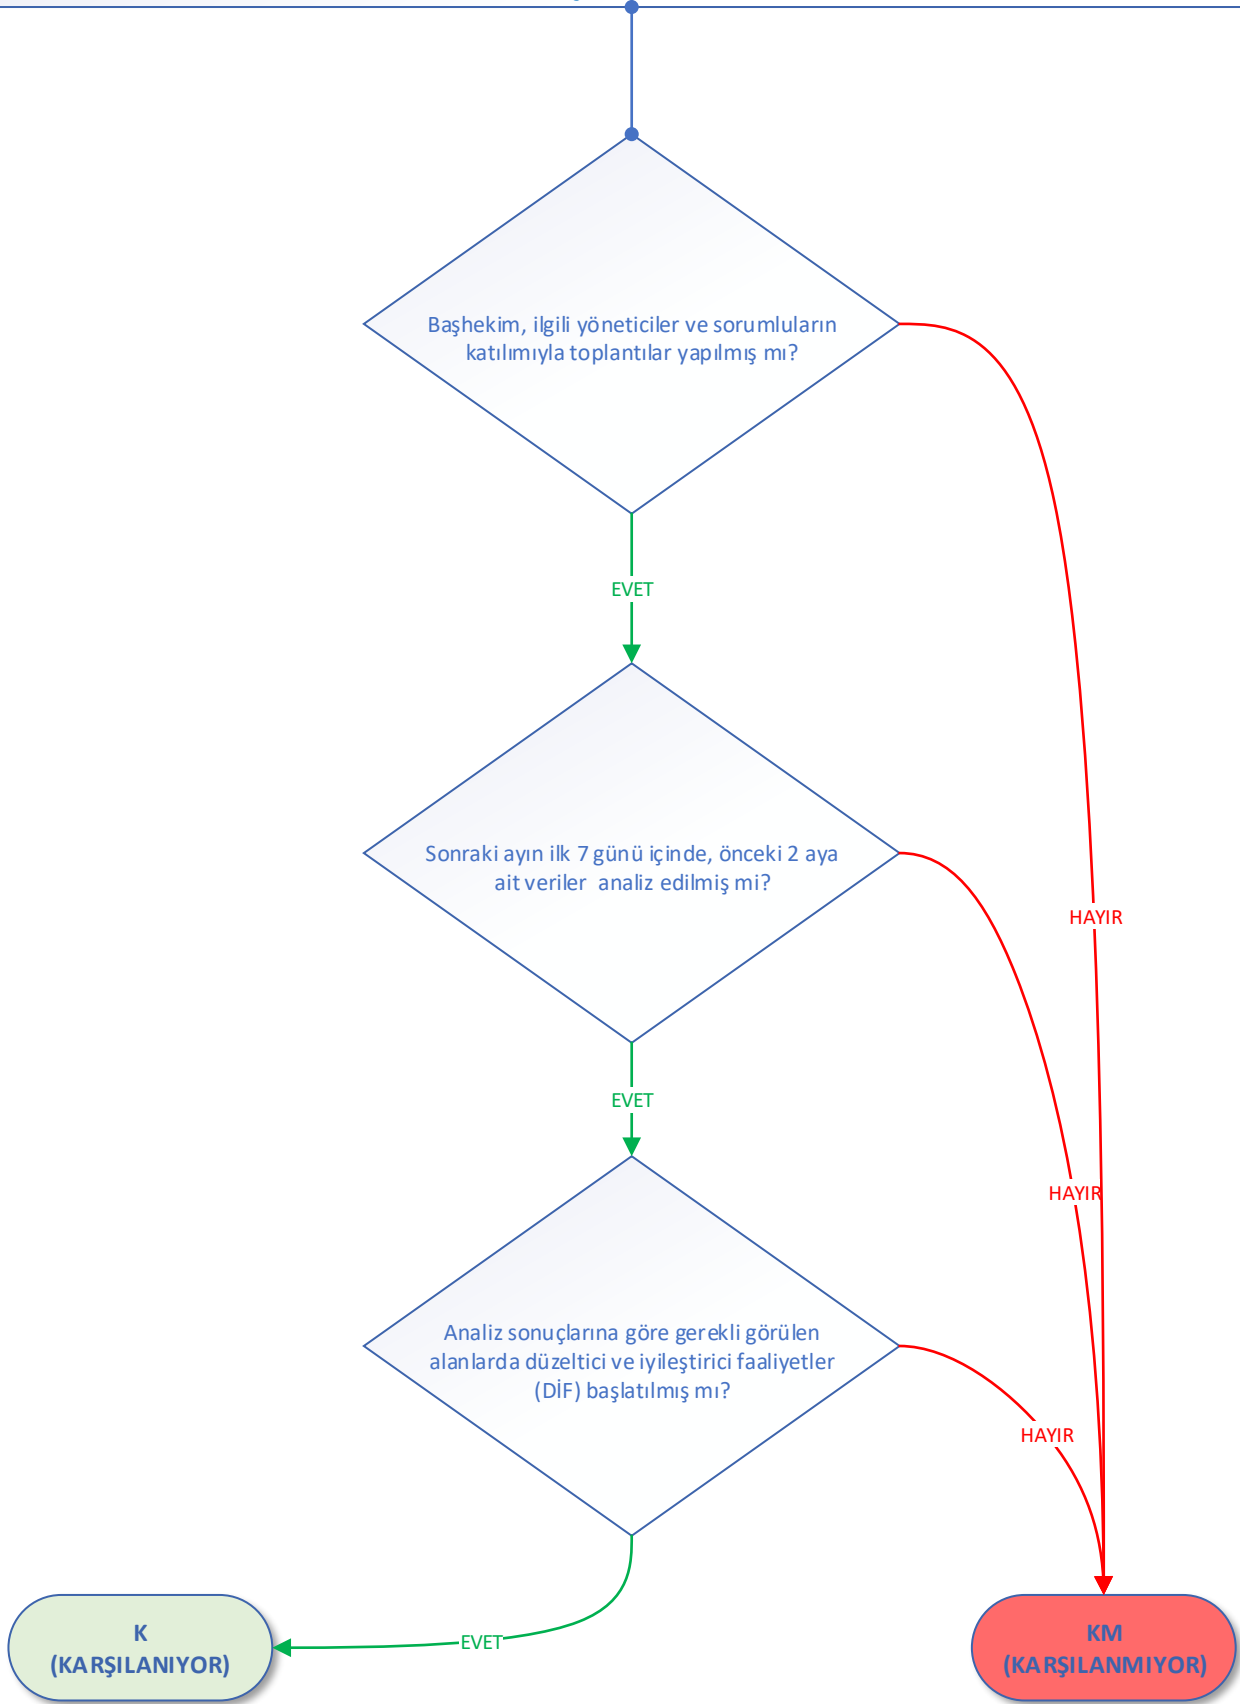 Başhekim, ilgili yöneticiler ve sorumluların
katılımıyla toplantılar yapılmış mı?
EVET
Sonraki ayın ilk 7 günü içinde, önceki 2 aya
ait veriler analiz edilmiş mi?
HAYIR
EVET
HAYIR
Analiz sonuçlarına göre gerekli görülen
alanlarda düzeltici ve iyileştirici faaliyetler
(DİF) başlatılmış mı?
HAYIR
EVET
K
(KARŞILANIYOR)
KM
(KARŞILANMIYOR)